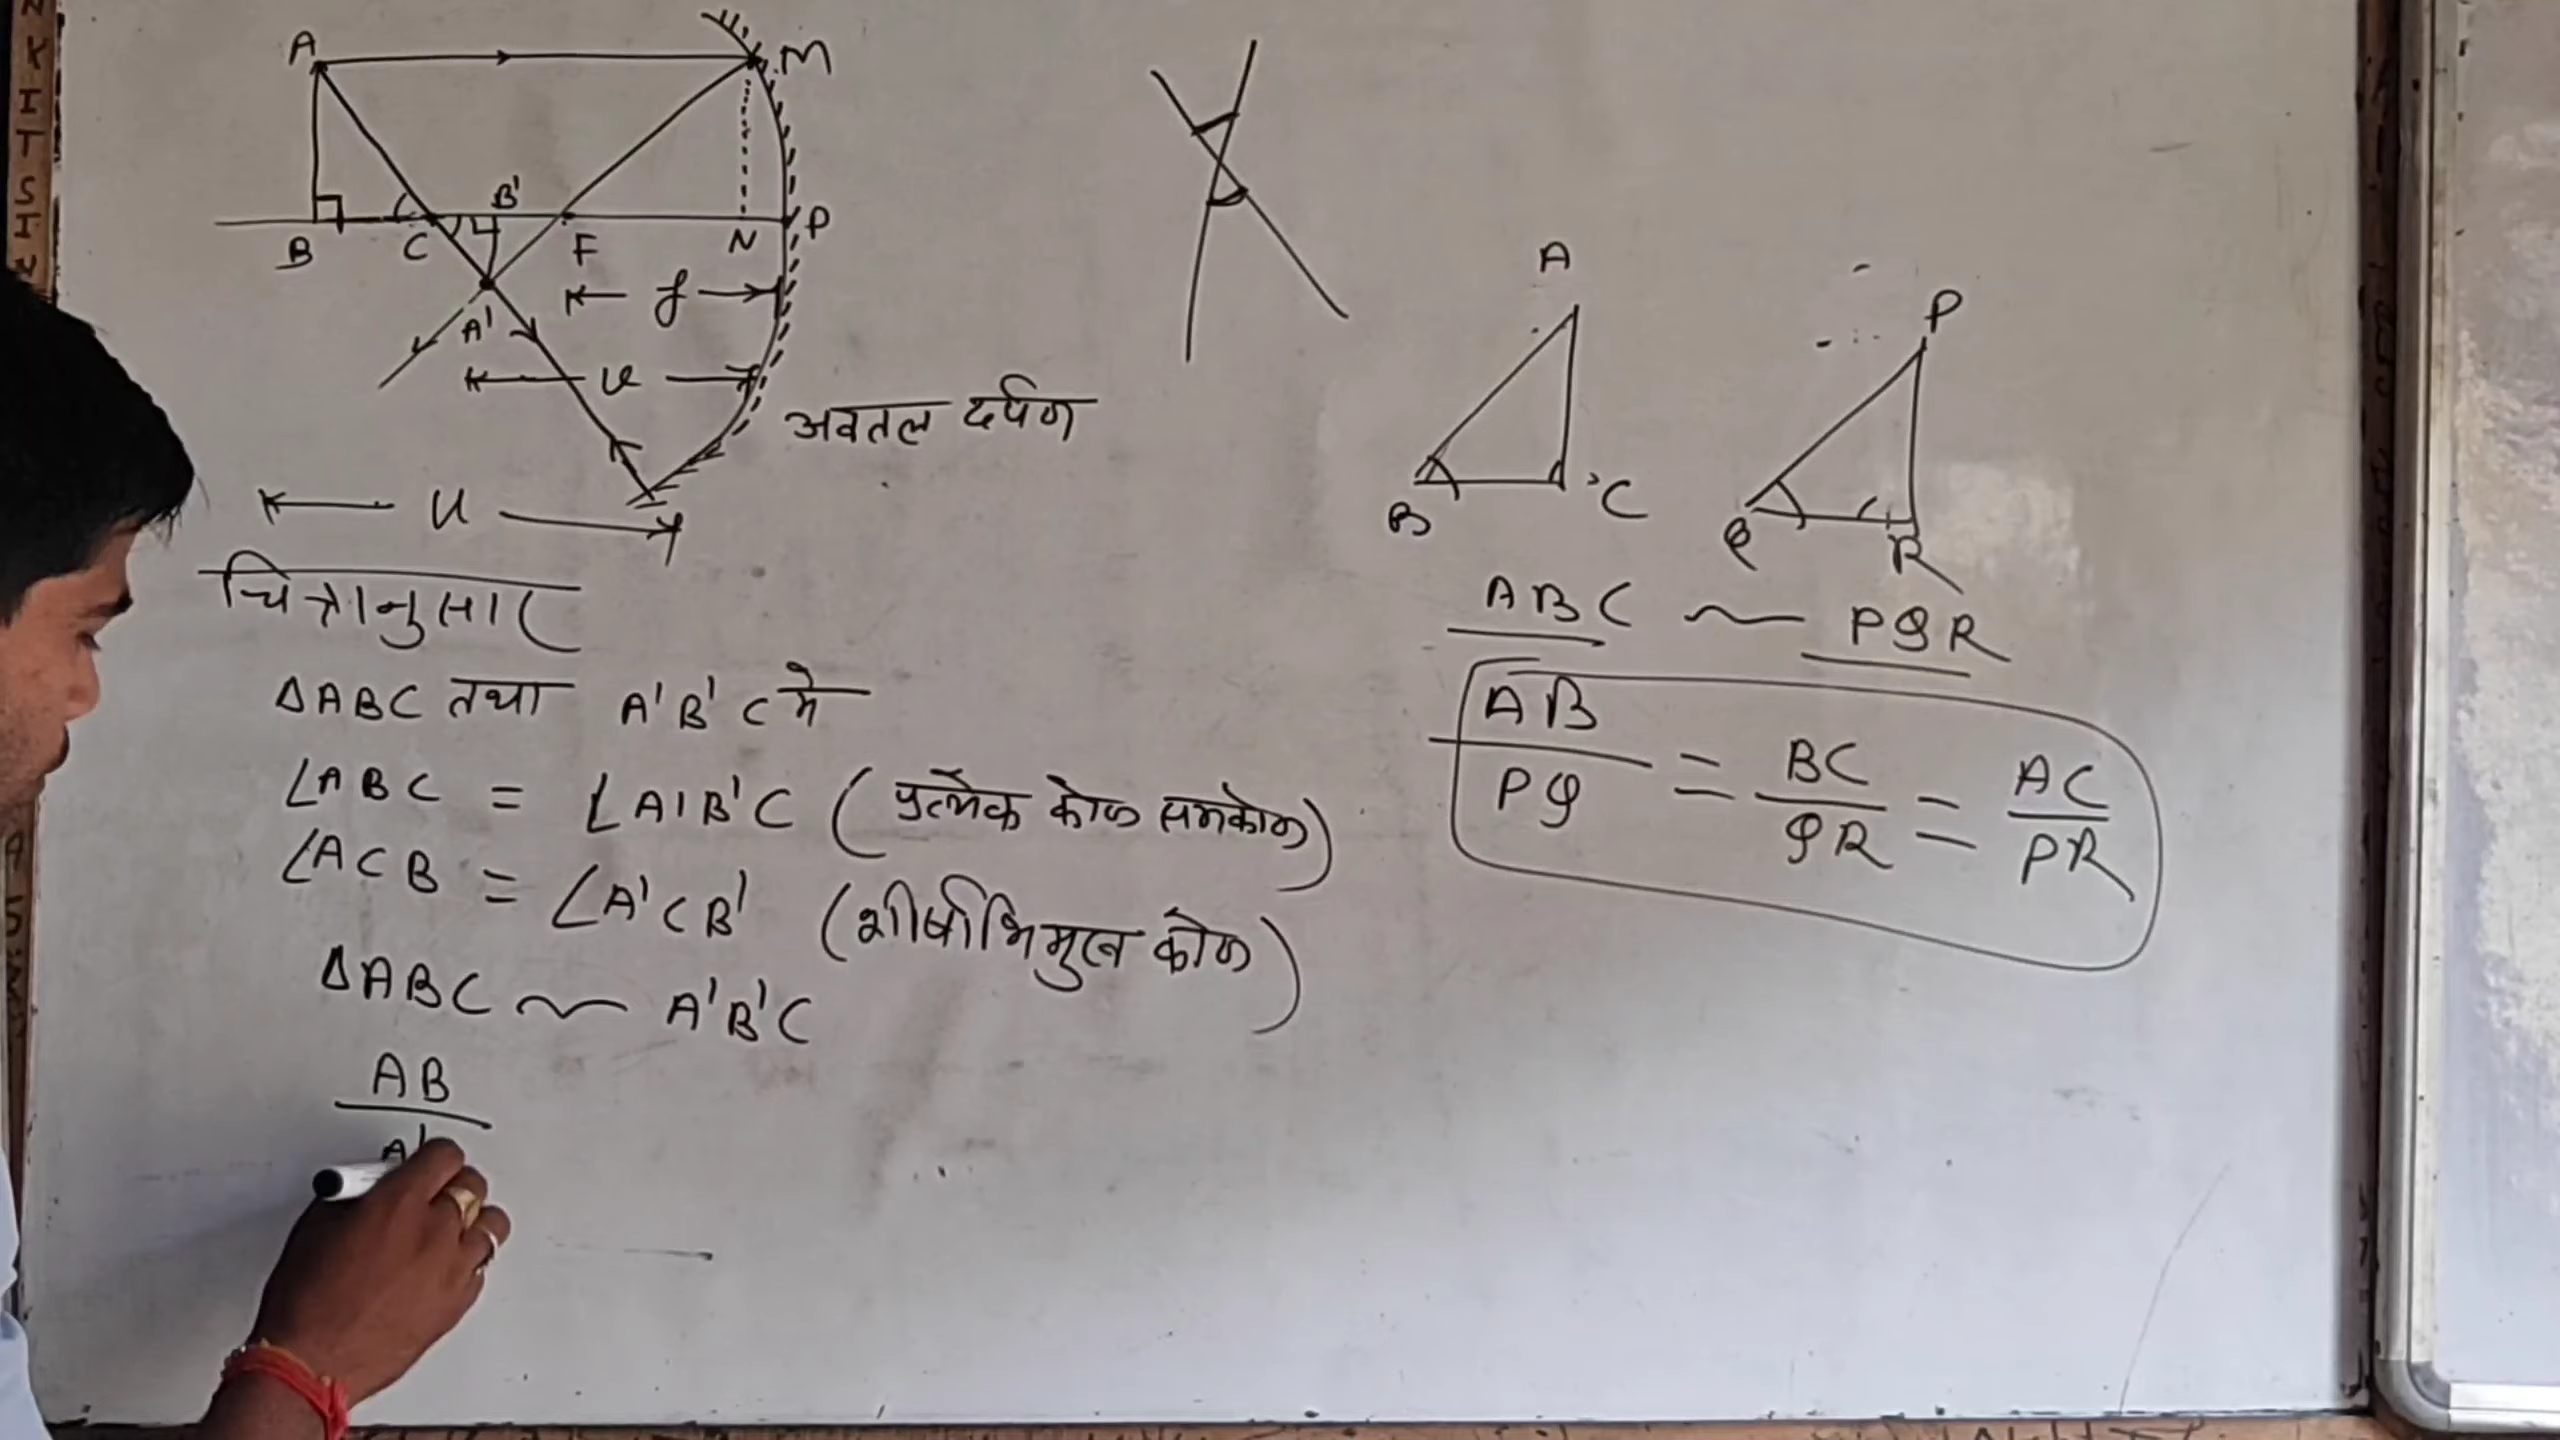 A
M
B'
B
C
F
N
P
f
A'
v
अवतल दर्पण
u
चित्रानुसार
ΔABC तथा A'B'C में
∠ABC = ∠A'B'C (प्रत्येक कोण समकोण)
∠ACB = ∠A'CB' (शीर्षाभिमुख कोण)
ΔABC ~ A'B'C
AB
A'
A
B
C
P
Q
R
ABC ~ PQR
AB/PQ = BC/QR = AC/PR